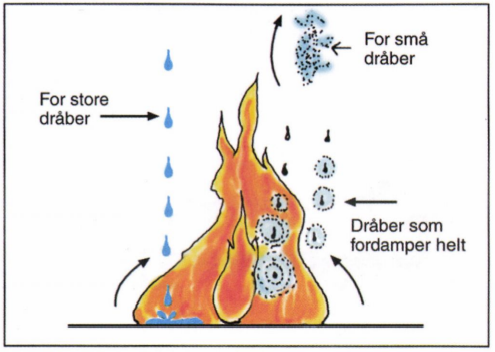 For små
dråber
For store
dråber
Dråber som
fordamper helt